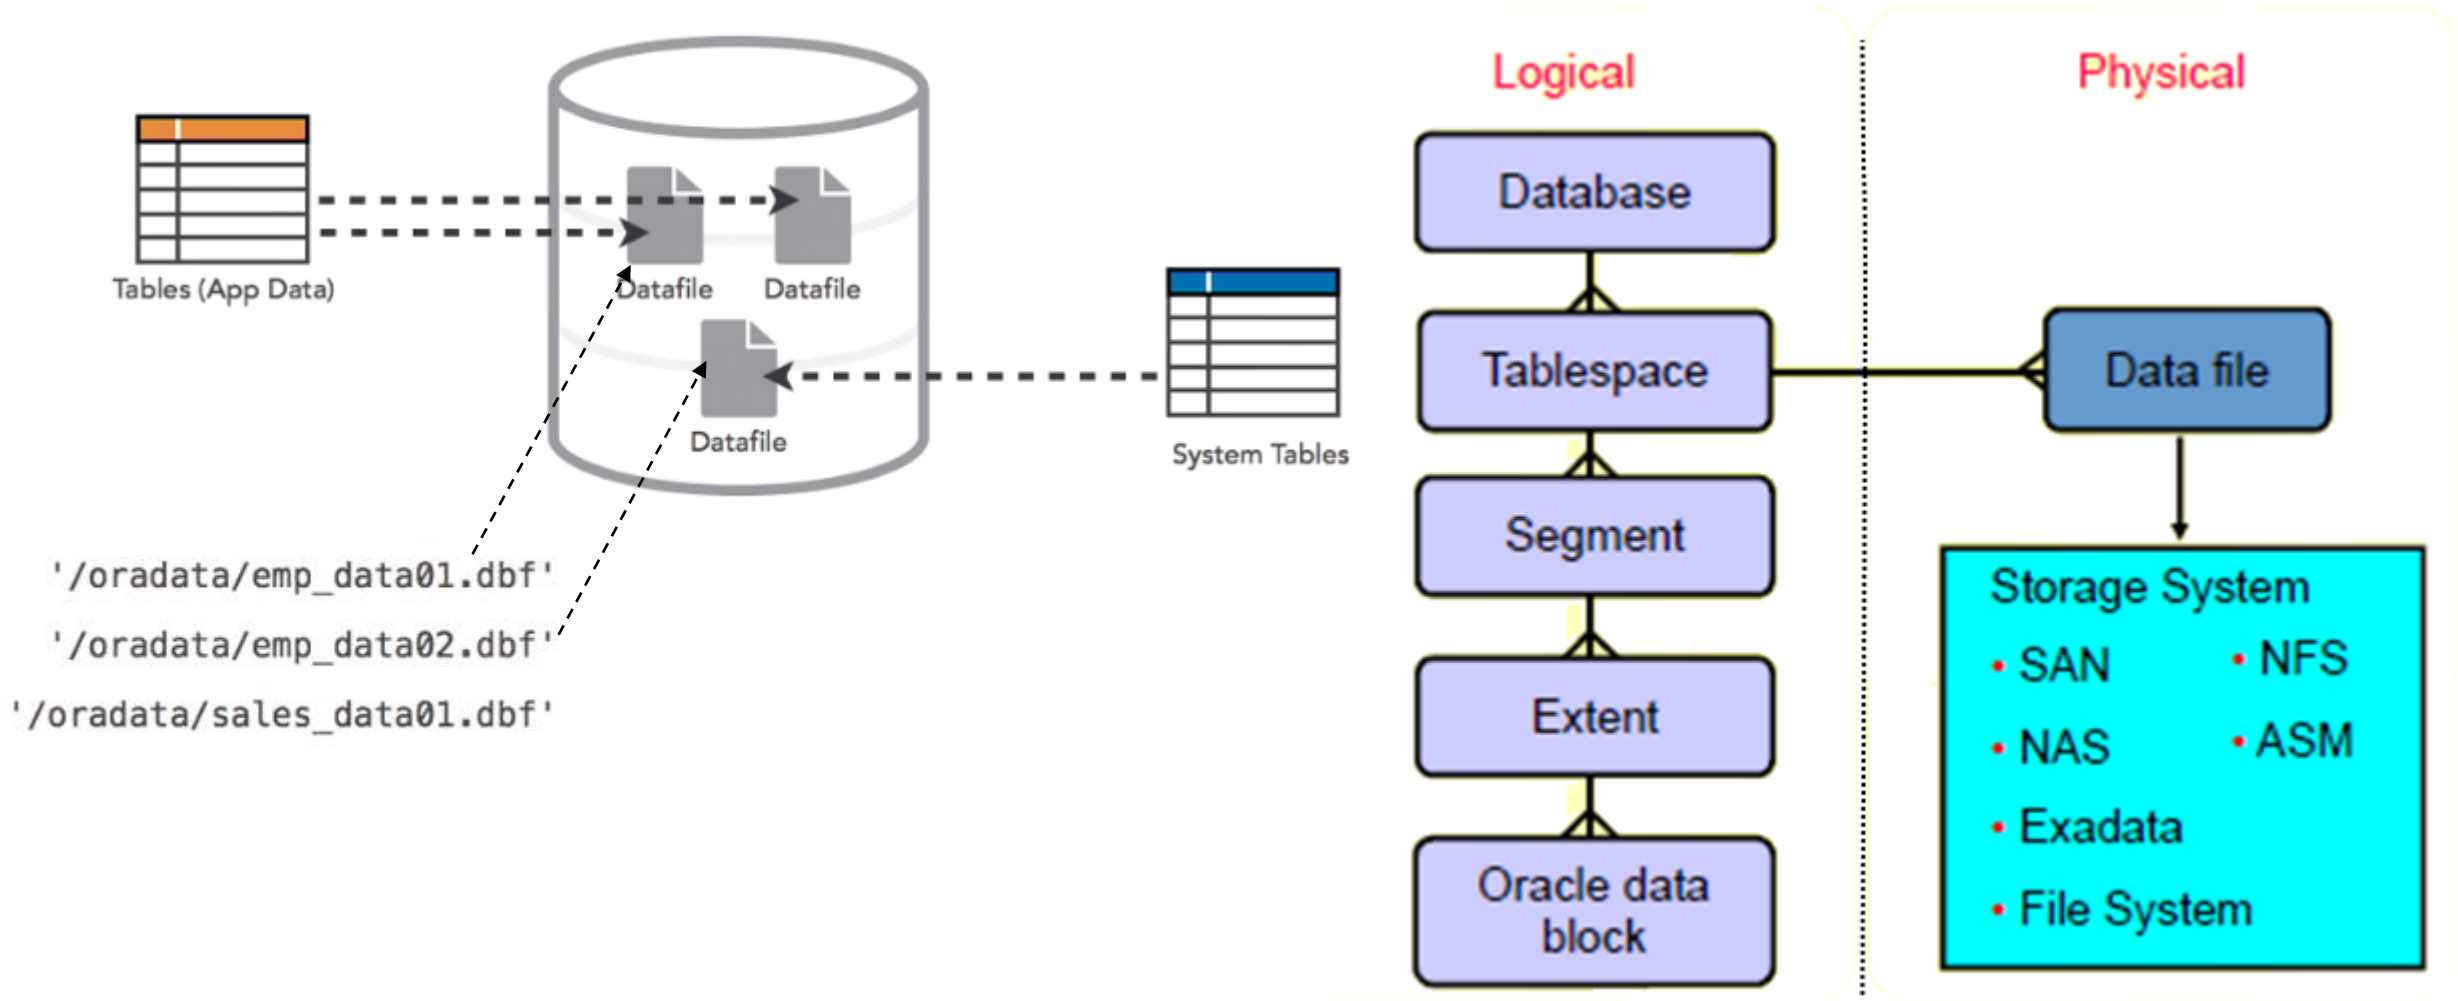 Tables (App Data)
Datafile
Datafile
Datafile
System Tables
'/oradata/emp_data01.dbf'
'/oradata/emp_data02.dbf'
'/oradata/sales_data01.dbf'
Logical
Database
Tablespace
Segment
Extent
Oracle data
block
Physical
Data file
Storage System
• SAN
• NFS
• NAS
• ASM
• Exadata
• File System